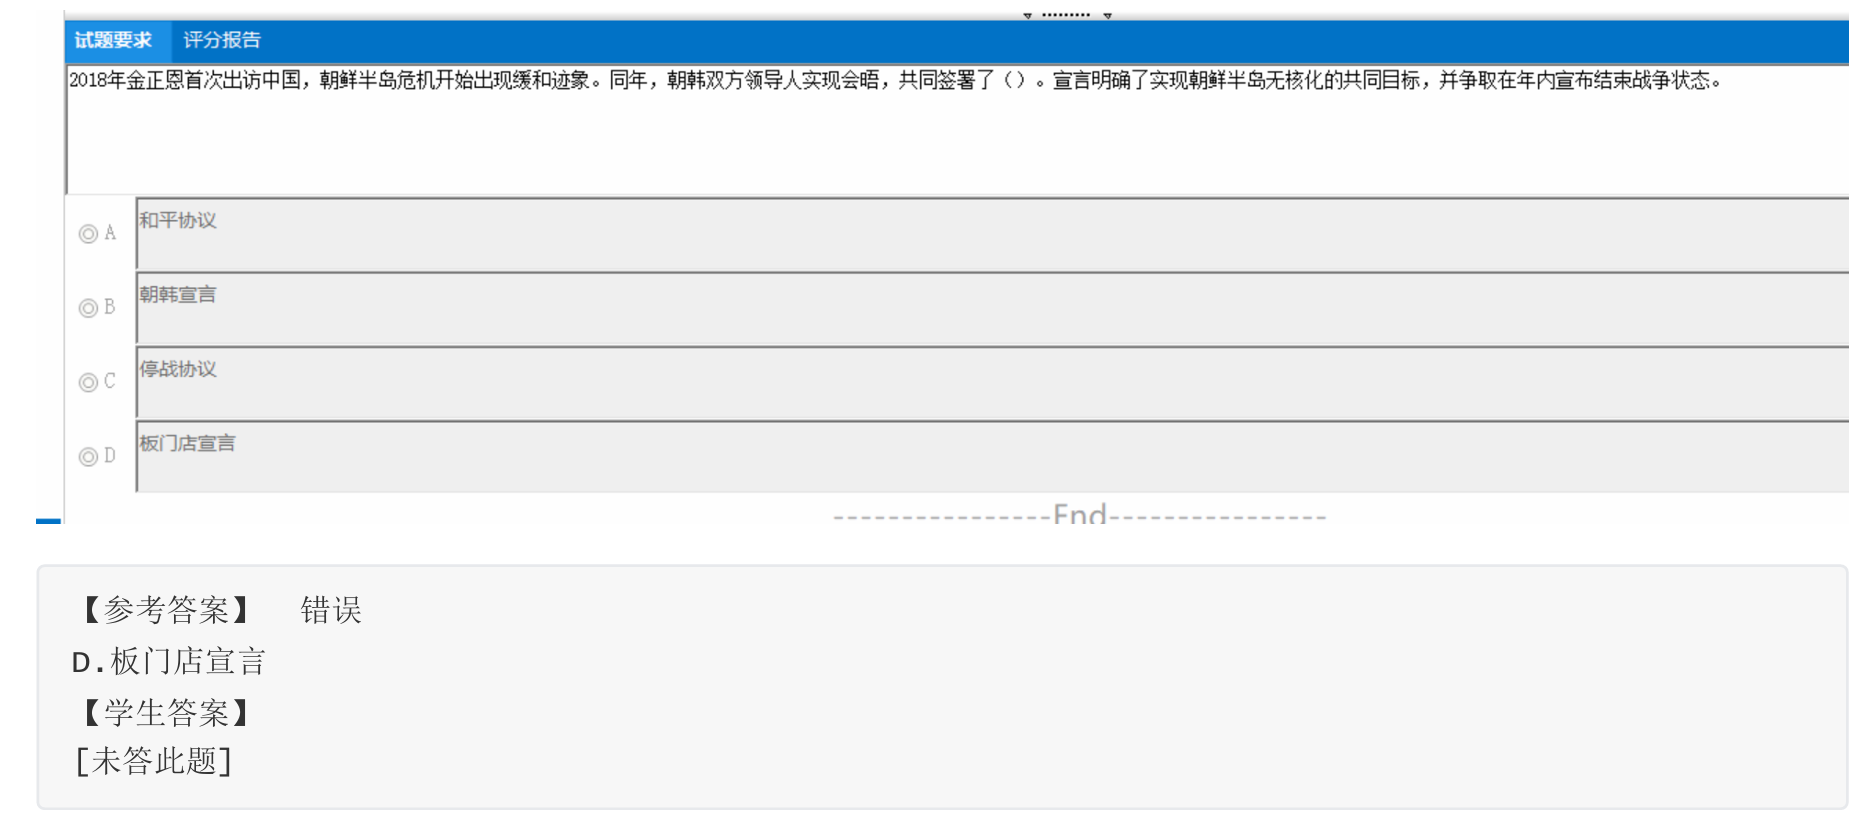 试题要求 评分报告
2018年金正恩首次出访中国，朝鲜半岛危机开始出现缓和迹象。同年，朝韩双方领导人实现会晤，共同签署了（）。宣言明确了实现朝鲜半岛无核化的共同目标，并争取在年内宣布结束战争状态。
A 和平协议
B 朝韩宣言
C 停战协议
D 板门店宣言
----------------End----------------
【参考答案】 错误
D.板门店宣言
【学生答案】
[未答此题]